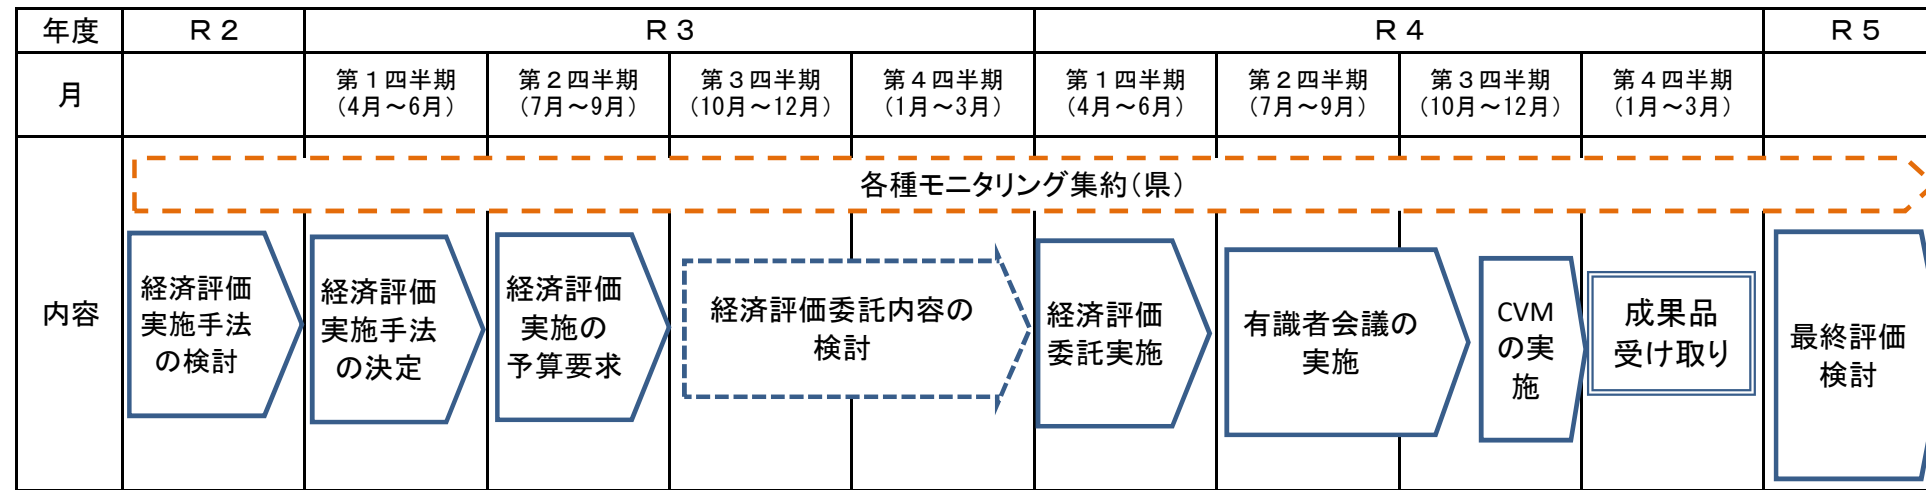 年度 Ｒ２ Ｒ３ Ｒ４ Ｒ５
月
第１四半期
(4月～6月)
第２四半期
(7月～9月)
第３四半期
(10月～12月)
第４四半期
(1月～3月)
第１四半期
(4月～6月)
第２四半期
(7月～9月)
第３四半期
(10月～12月)
第４四半期
(1月～3月)
内容
各種モニタリング集約(県)
経済評価
実施手法
の検討
経済評価
実施手法
の決定
経済評価
実施の
予算要求
経済評価委託内容の
検討
経済評価
委託実施
有識者会議の
実施
CVM
の実
施
成果品
受け取り
最終評価
検討